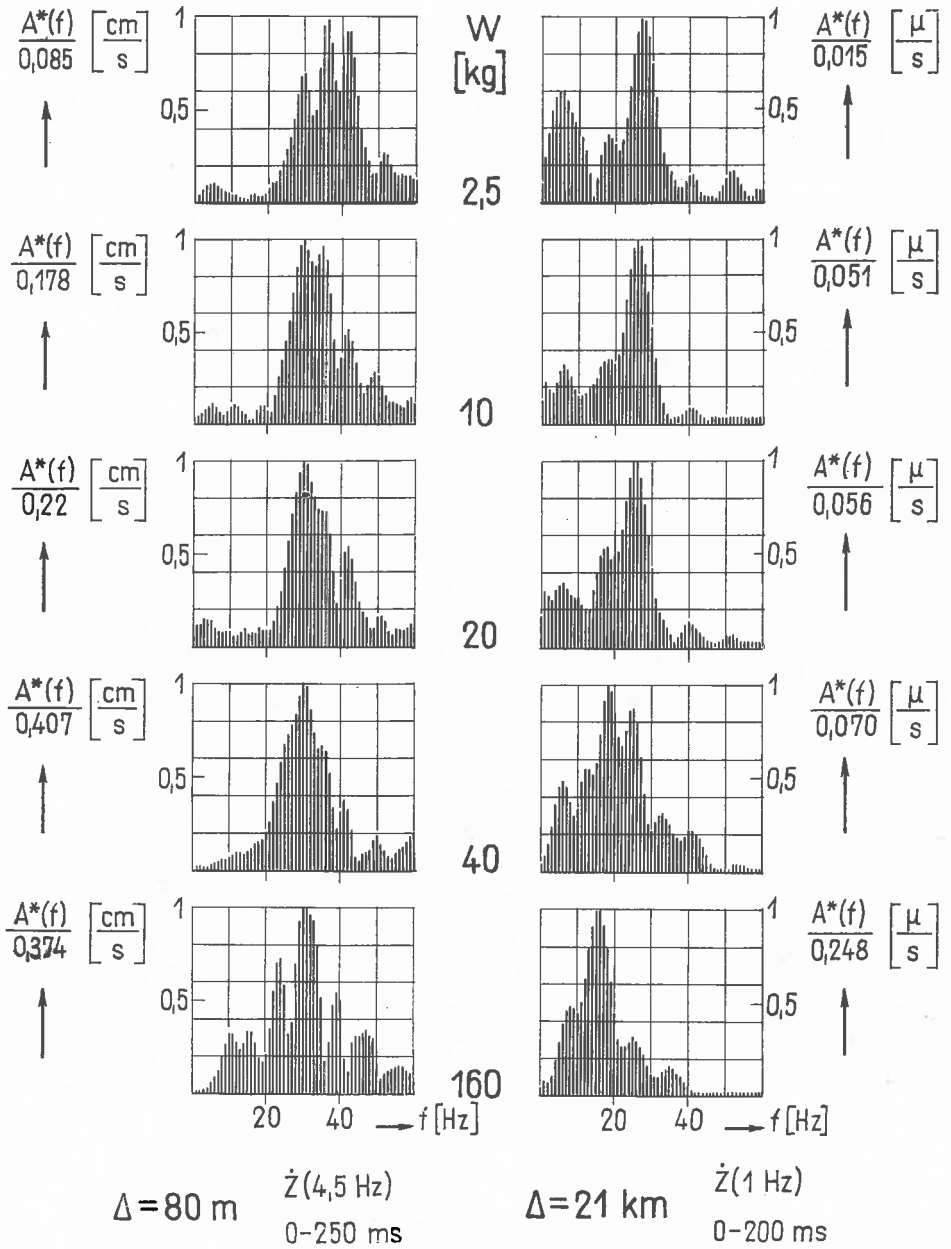 A*(f) / 0,085 [cm/s] 1 0,5 W [kg] 1 0,5 A*(f) / 0,015 [μ/s]
2,5
A*(f) / 0,178 [cm/s] 1 0,5 1 0,5 A*(f) / 0,051 [μ/s]
10
A*(f) / 0,22 [cm/s] 1 0,5 1 0,5 A*(f) / 0,056 [μ/s]
20
A*(f) / 0,407 [cm/s] 1 0,5 1 0,5 A*(f) / 0,070 [μ/s]
40
A*(f) / 0,374 [cm/s] 1 0,5 1 0,5 A*(f) / 0,248 [μ/s]
160
20 40 → f [Hz] 20 40 → f [Hz]
Δ = 80 m Ż (4,5 Hz) Δ = 21 km Ż (1 Hz)
0-250 ms 0-200 ms